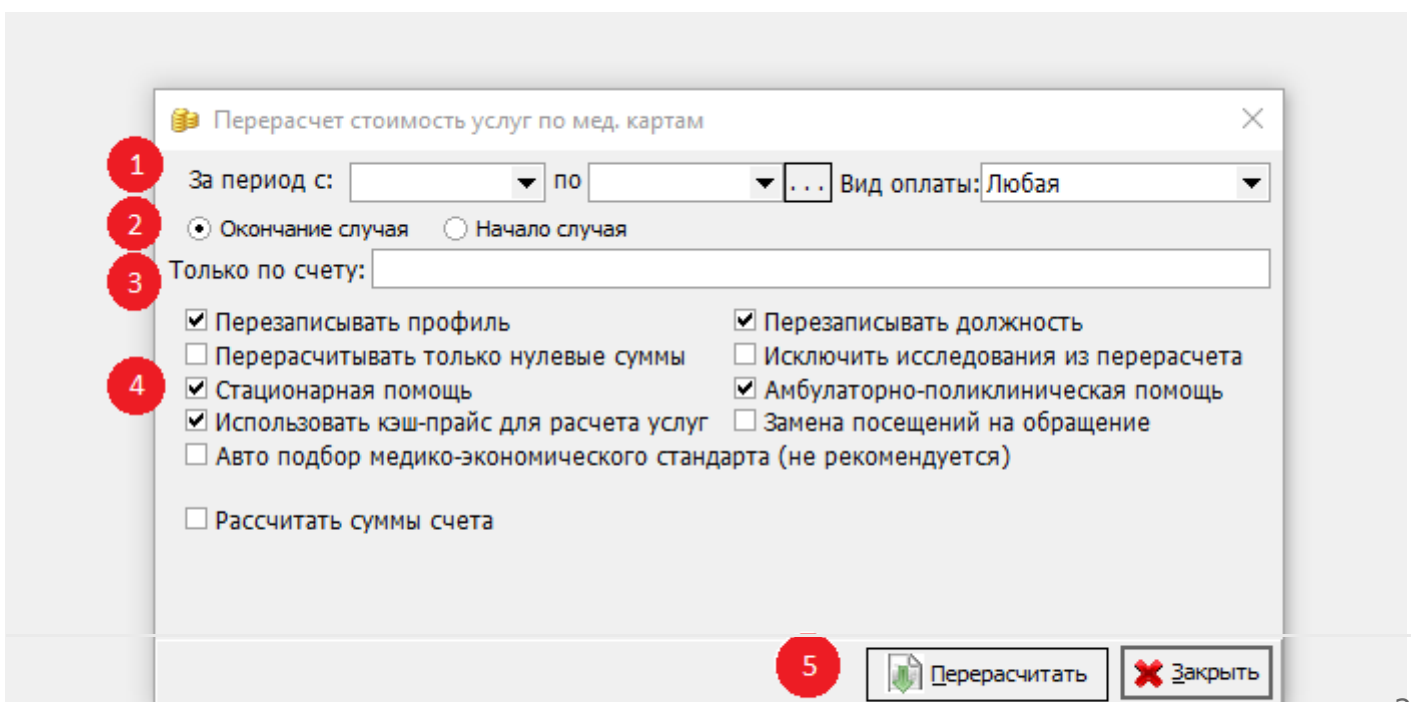 Перерасчет стоимость услуг по мед. картам
1
За период с: по ... Вид оплаты: Любая
2
Окончание случая Начало случая
3
Только по счету:
Перезаписывать профиль Перезаписывать должность
Перерасчитывать только нулевые суммы Исключить исследования из перерасчета
4
Стационарная помощь Амбулаторно-поликлиническая помощь
Использовать кэш-прайс для расчета услуг Замена посещений на обращение
Авто подбор медико-экономического стандарта (не рекомендуется)
Рассчитать суммы счета
5
Перерасчитать Закрыть